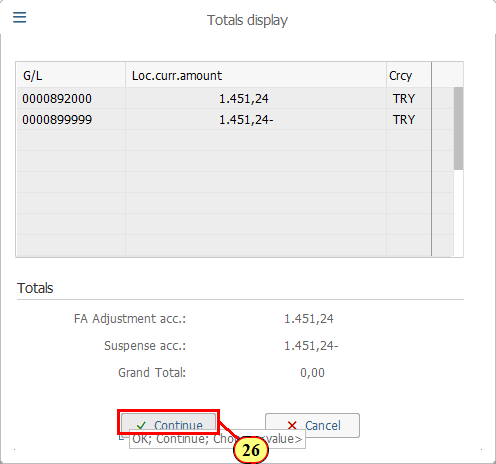 Totals display
G/L Loc.curr.amount Crcy
0000892000 1.451,24 TRY
0000899999 1.451,24- TRY
Totals
FA Adjustment acc.: 1.451,24
Suspense acc.: 1.451,24-
Grand Total: 0,00
Continue Cancel
OK; Continue; value>
26